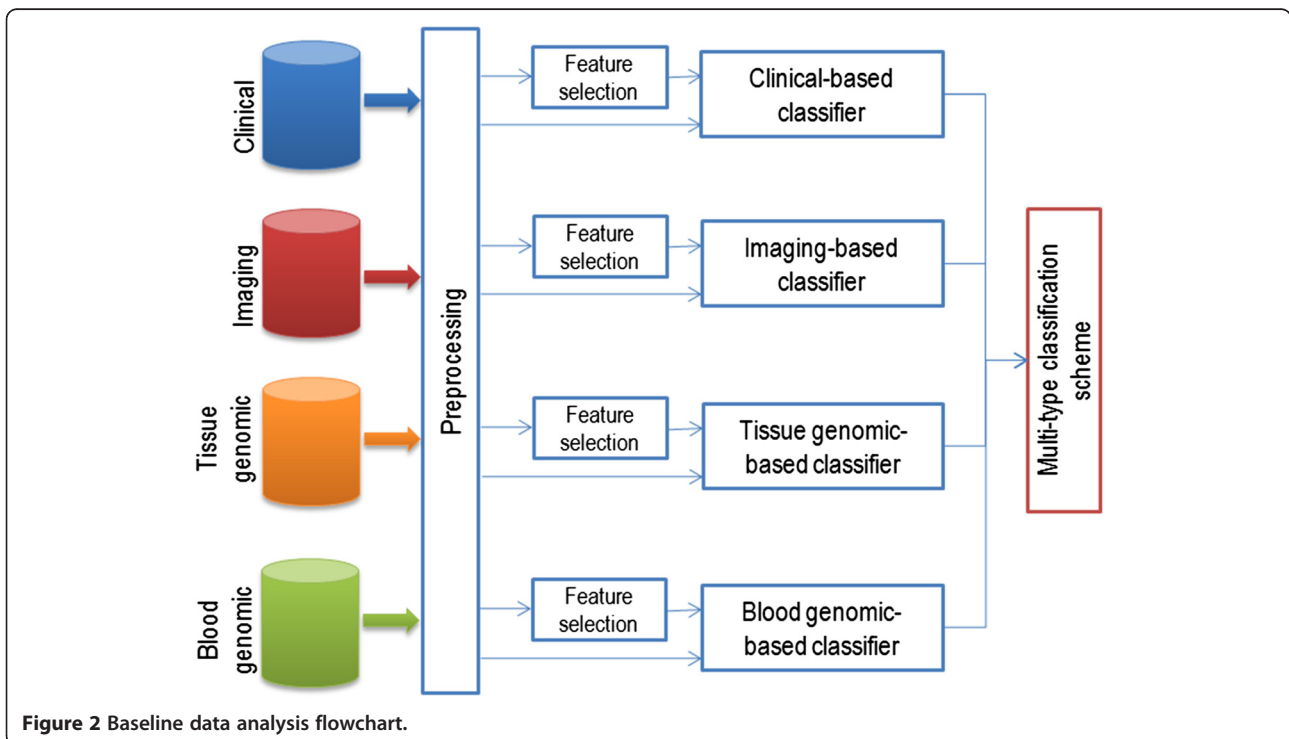 Clinical
Feature
selection
Clinical-based
classifier
Imaging
Feature
selection
Imaging-based
classifier
Preprocessing
Multi-type classification
scheme
Tissue
genomic
Feature
selection
Tissue genomic-
based classifier
Blood
genomic
Feature
selection
Blood genomic-
based classifier
Figure 2 Baseline data analysis flowchart.